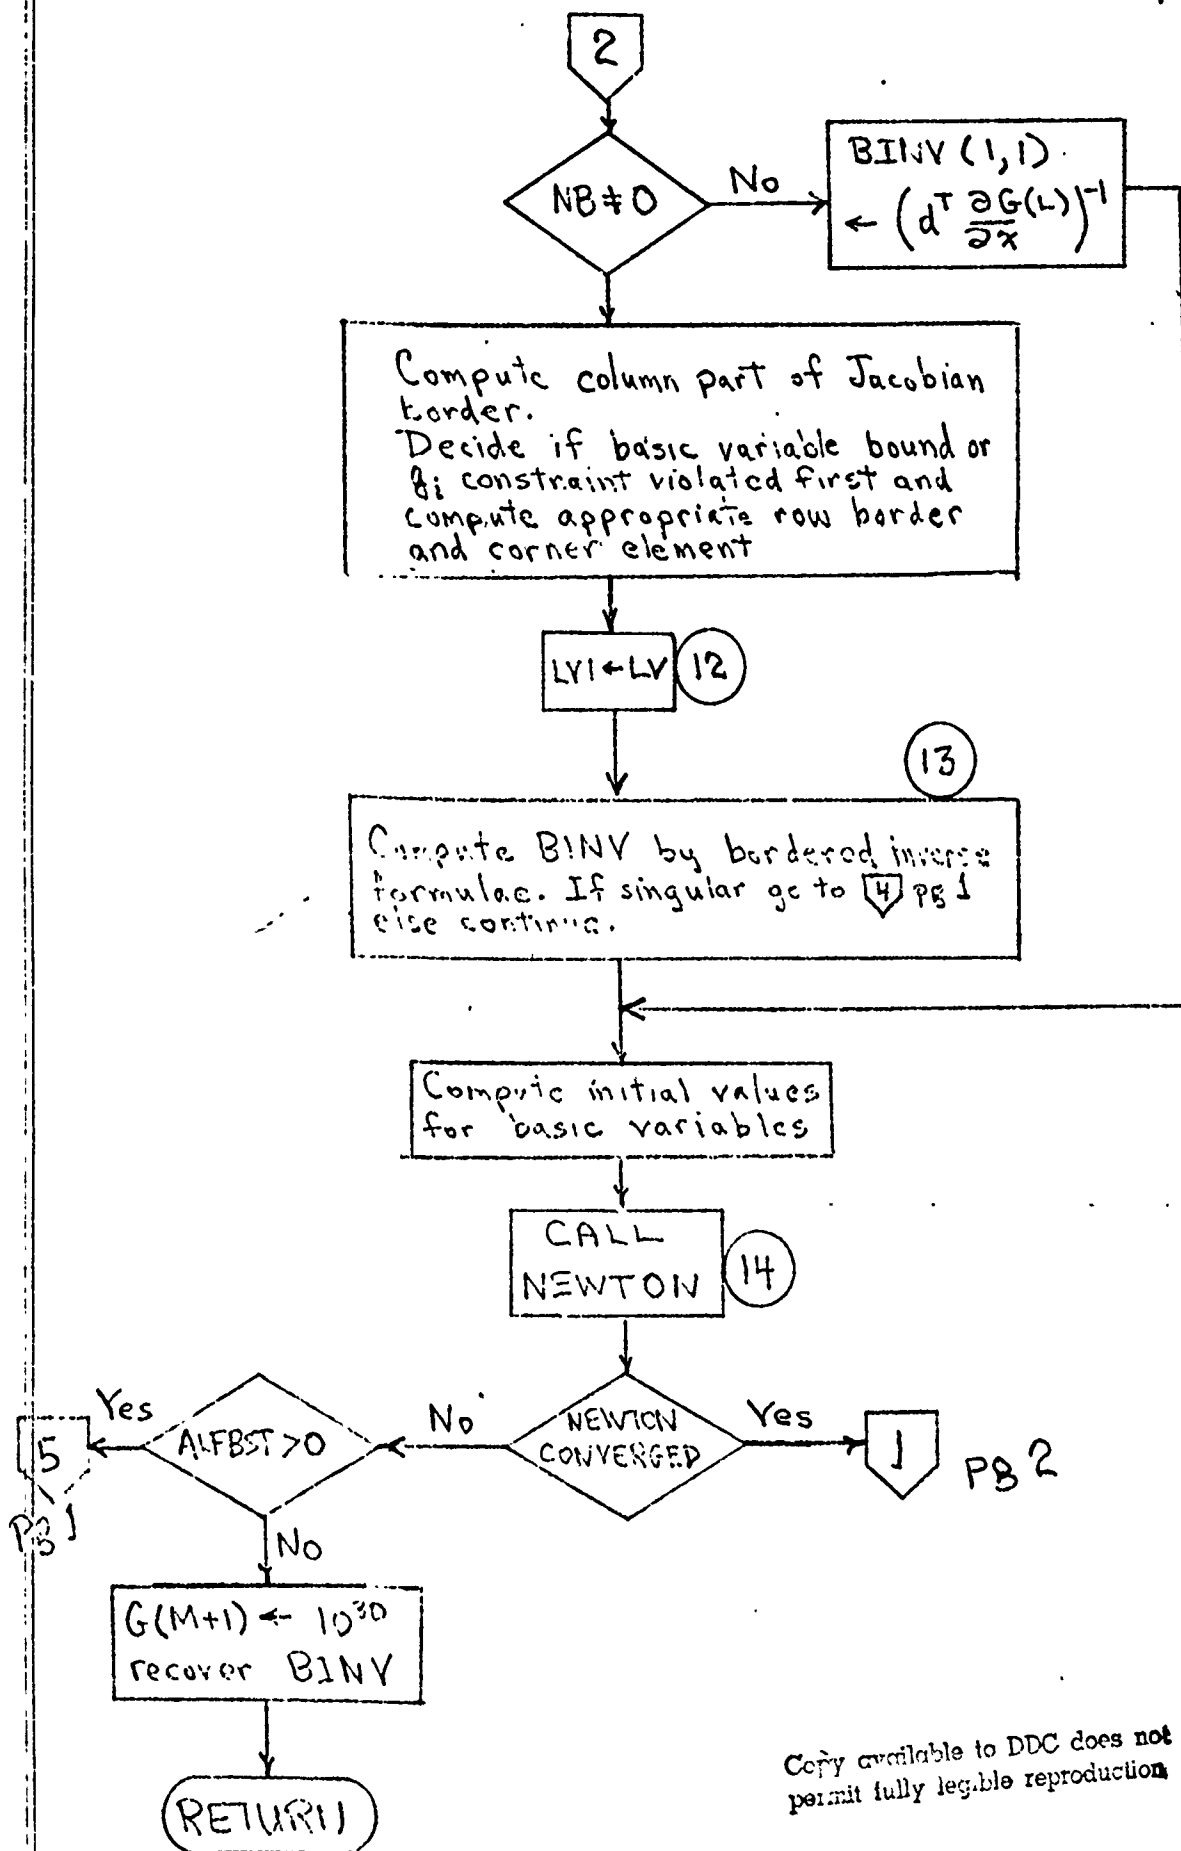 2
NB ≠ 0
No
BINV (1,1)
← (dᵀ ∂G(L)/∂x)⁻¹
Compute column part of Jacobian
border.
Decide if basic variable bound or
gᵢ constraint violated first and
compute appropriate row border
and corner element
LV1 ← LV
12
13
Compute BINV by bordered inverse
formulae. If singular go to 4 pg 1
else continue.
Compute initial values
for basic variables
CALL
NEWTON
14
NEWTON
CONVERGED
Yes
1
PG 2
No
ALFBST > 0
Yes
5
PG 1
No
G(M+1) ← 10³⁰
recover BINV
RETURN
Copy available to DDC does not
permit fully legible reproduction